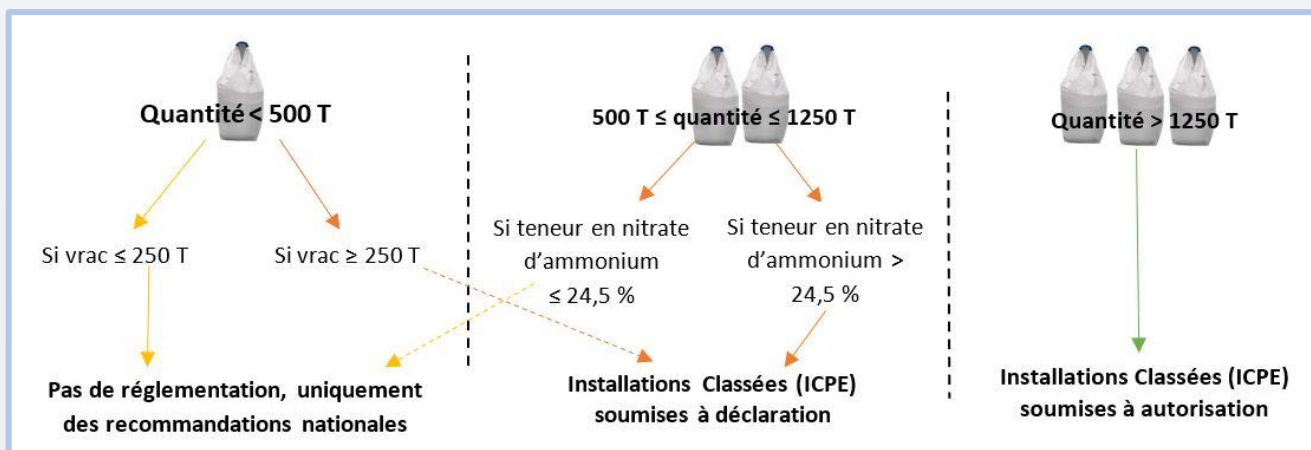 Quantité < 500 T
500 T ≤ quantité ≤ 1250 T
Quantité > 1250 T
Si vrac ≤ 250 T
Si vrac ≥ 250 T
Si teneur en nitrate
d’ammonium
≤ 24,5 %
Si teneur en nitrate
d’ammonium >
24,5 %
Pas de réglementation, uniquement
des recommandations nationales
Installations Classées (ICPE)
soumises à déclaration
Installations Classées (ICPE)
soumises à autorisation